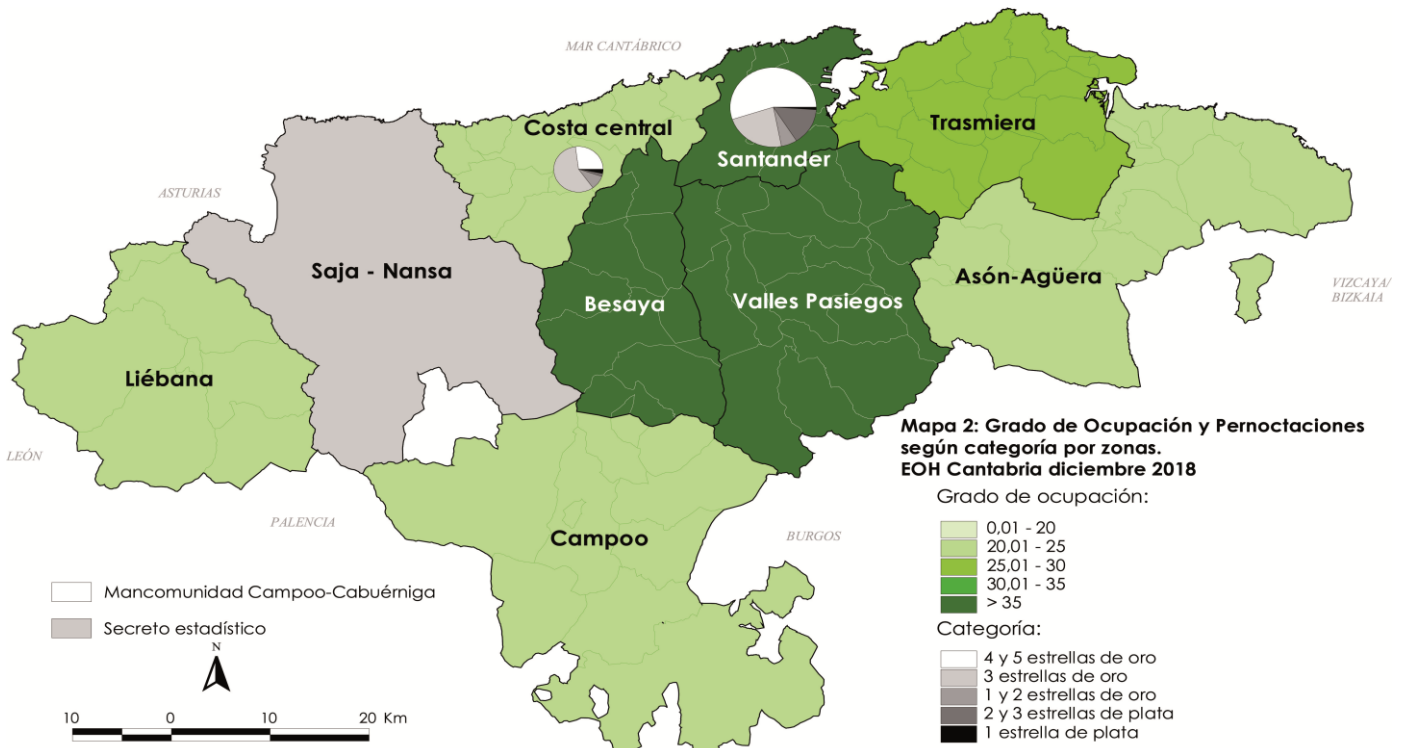 MAR CANTÁBRICO
Costa central
Santander
Trasmiera
ASTURIAS
Saja - Nansa
Besaya
Valles Pasiegos
Asón-Agüera
VIZCAYA/
BIZKAIA
Liébana
LEÓN
PALENCIA
Campoo
BURGOS
Mapa 2: Grado de Ocupación y Pernoctaciones
según categoría por zonas.
EOH Cantabria diciembre 2018
Grado de ocupación:
0,01 - 20
20,01 - 25
25,01 - 30
30,01 - 35
> 35
Categoría:
4 y 5 estrellas de oro
3 estrellas de oro
1 y 2 estrellas de oro
2 y 3 estrellas de plata
1 estrella de plata
Mancomunidad Campoo-Cabuérniga
Secreto estadístico
N
10 0 10 20 Km